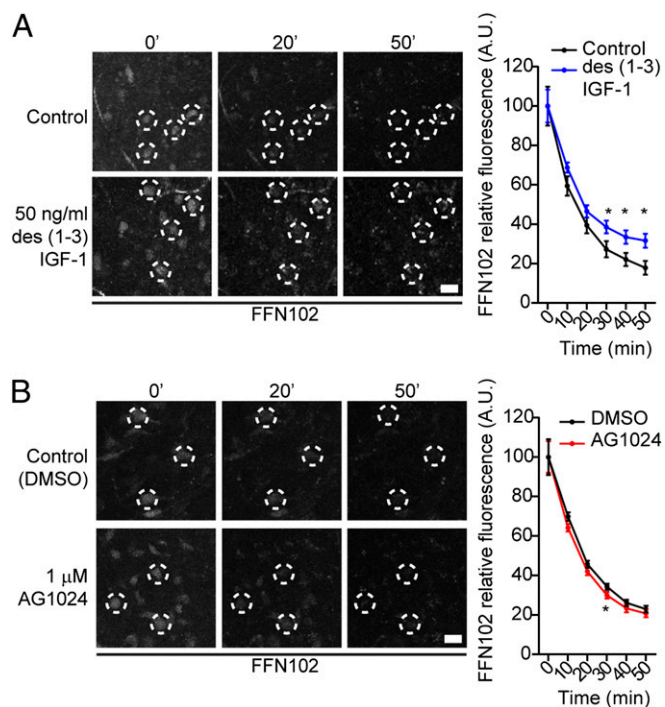 A
0' 20' 50'
Control
50 ng/ml
des (1-3)
IGF-1
FFN102
Control
des (1-3)
IGF-1
FFN102 relative fluorescence (A.U.)
120
100
80
60
40
20
0
* * *
0 10 20 30 40 50
Time (min)
B
0' 20' 50'
Control
(DMSO)
1 µM
AG1024
FFN102
DMSO
AG1024
FFN102 relative fluorescence (A.U.)
120
100
80
60
40
20
0
*
0 10 20 30 40 50
Time (min)